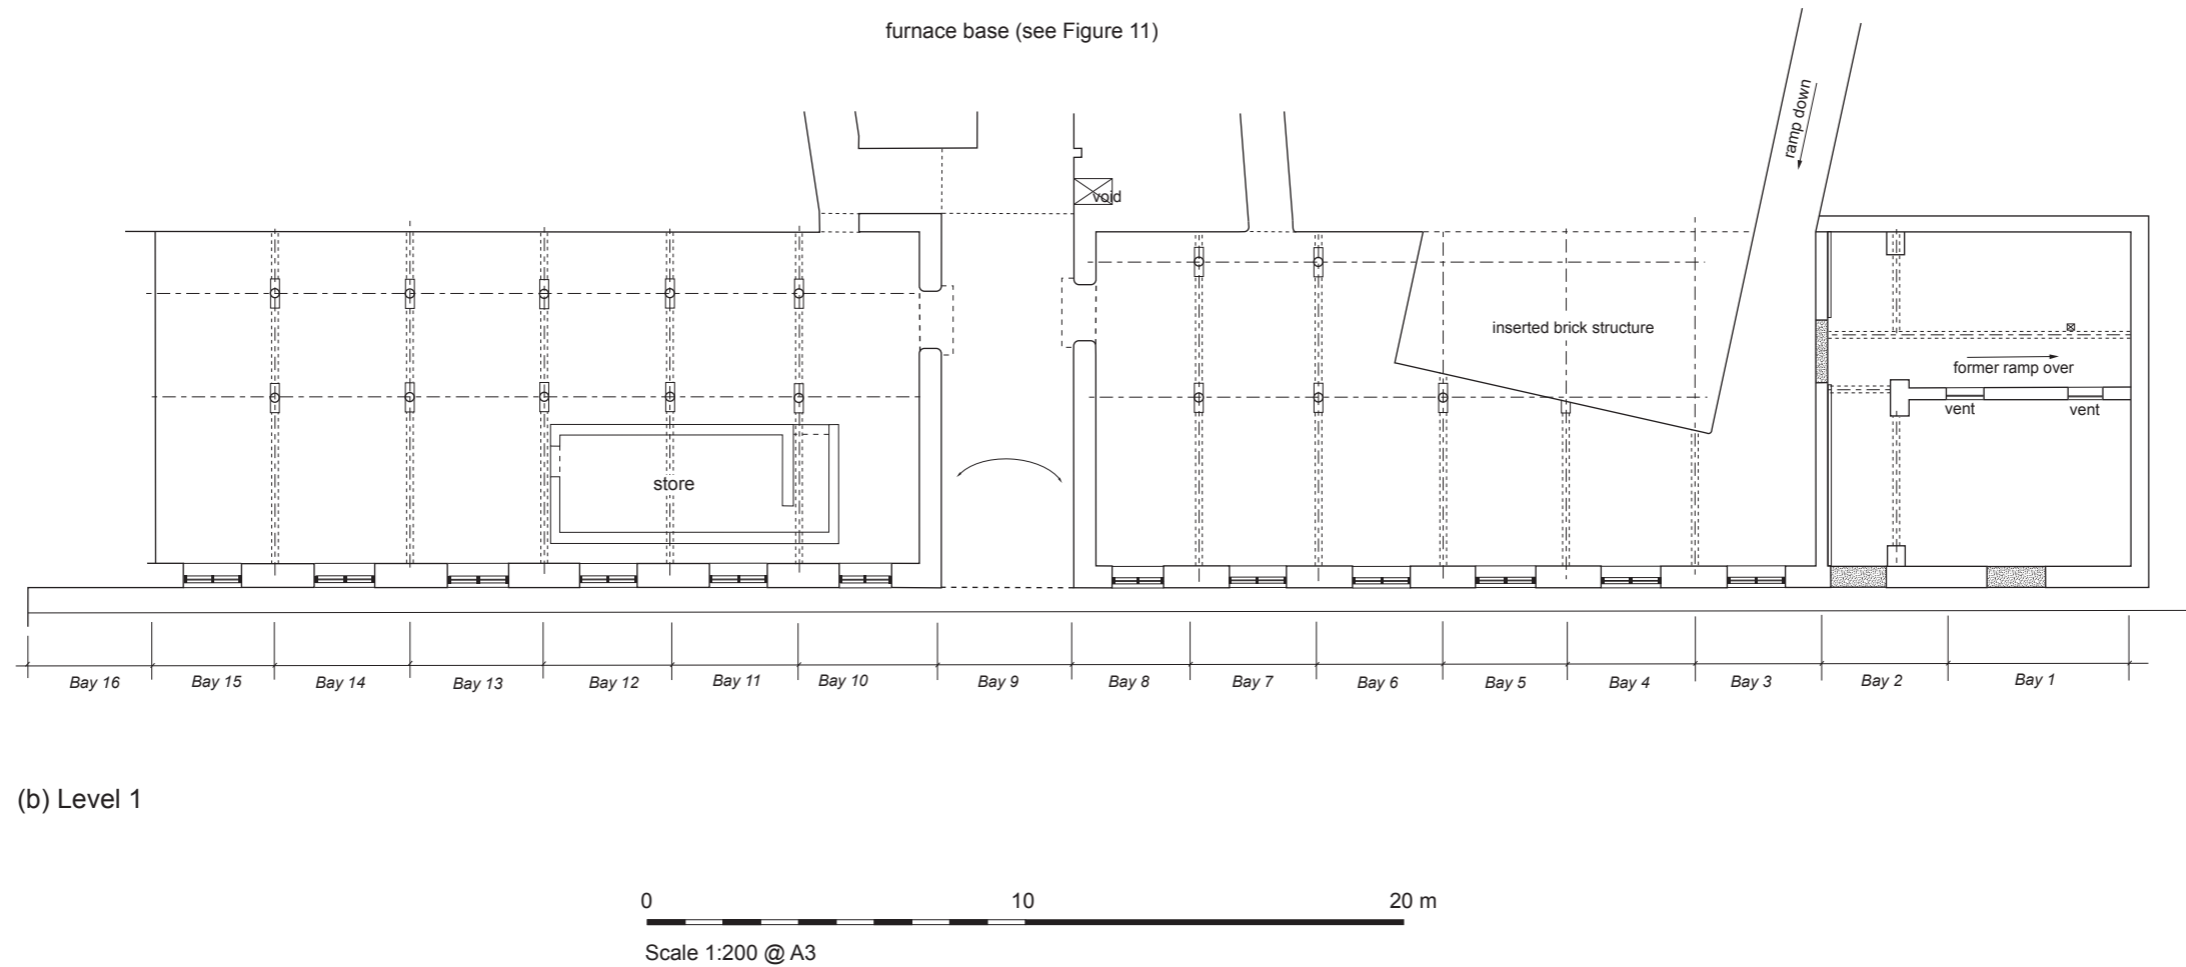 furnace base (see Figure 11)
ramp down
void
inserted brick structure
former ramp over
vent
vent
store
Bay 16
Bay 15
Bay 14
Bay 13
Bay 12
Bay 11
Bay 10
Bay 9
Bay 8
Bay 7
Bay 6
Bay 5
Bay 4
Bay 3
Bay 2
Bay 1
(b) Level 1
0
10
20 m
Scale 1:200 @ A3